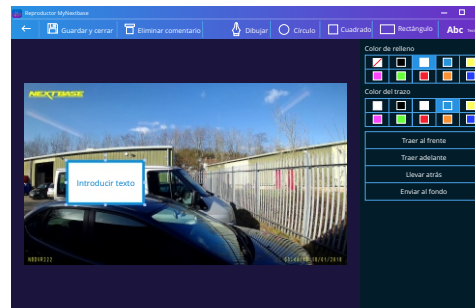 Reproductor MyNextbase
Guardar y cerrar
Eliminar comentario
Dibujar
Círculo
Cuadrado
Rectángulo
Abc
Color de relleno
Color del trazo
Traer al frente
Traer adelante
Llevar atrás
Enviar al fondo
NEXTBASE
Introducir texto